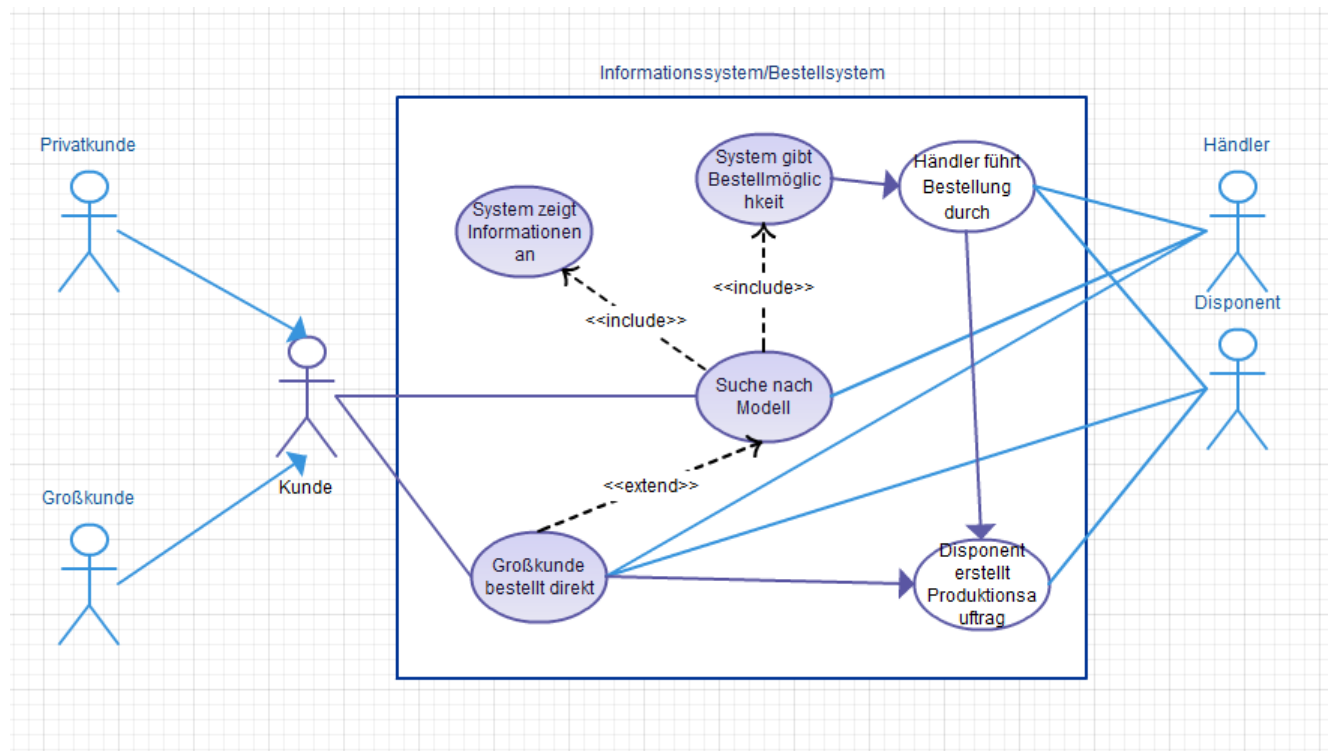 Informationssystem/Bestellsystem
Privatkunde
Händler
System gibt
Bestellmöglic
hkeit
Händler führt
Bestellung
durch
System zeigt
Informationen
an
<<include>>
<<include>>
Disponent
Suche nach
Modell
Kunde
<<extend>>
Großkunde
Großkunde
bestellt direkt
Disponent
erstellt
Produktionsa
uftrag